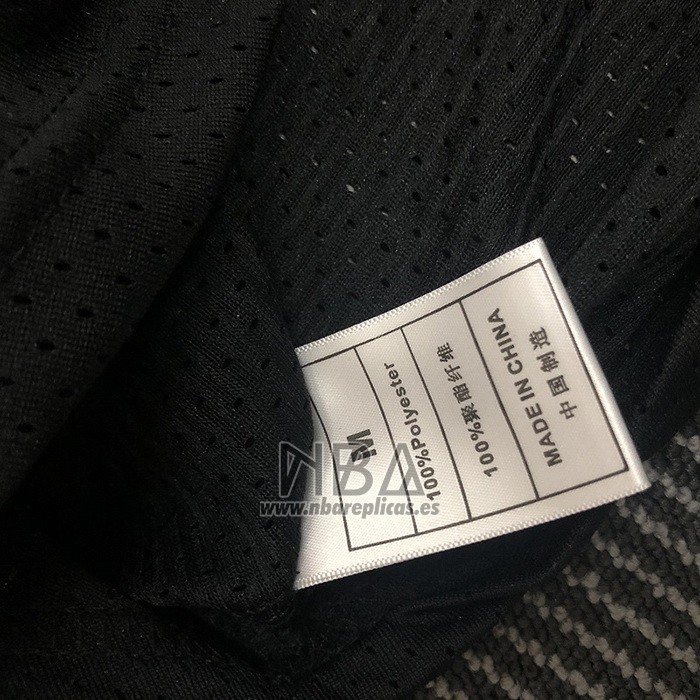 M
100%Polyester
100%聚酯纤维
MADE IN CHINA
中国制造
NBA
www.nbareplicas.es